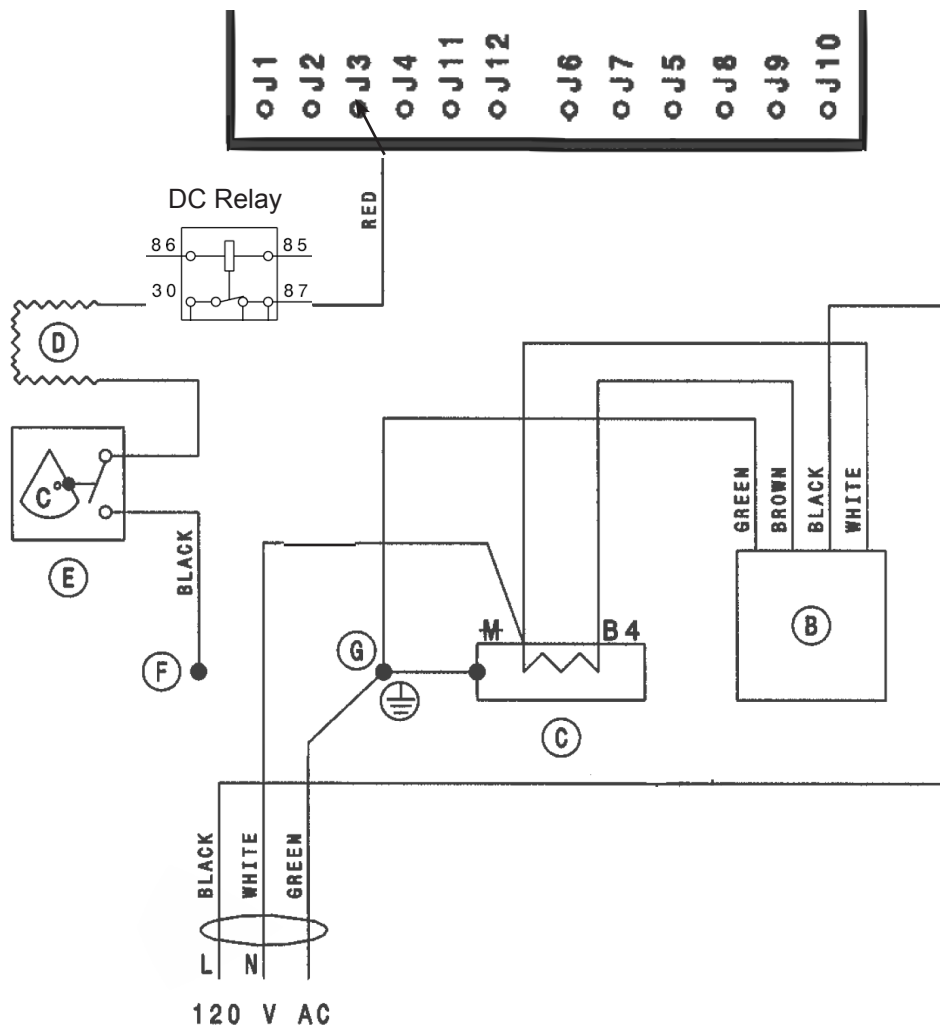 J1 J2 J3 J4 J11 J12 J6 J7 J5 J8 J9 J10
DC Relay
RED
86 85
30 87
D
C°
E
BLACK
F
G
M B4
C
GREEN BROWN BLACK WHITE
B
BLACK WHITE GREEN
L N
120 V AC